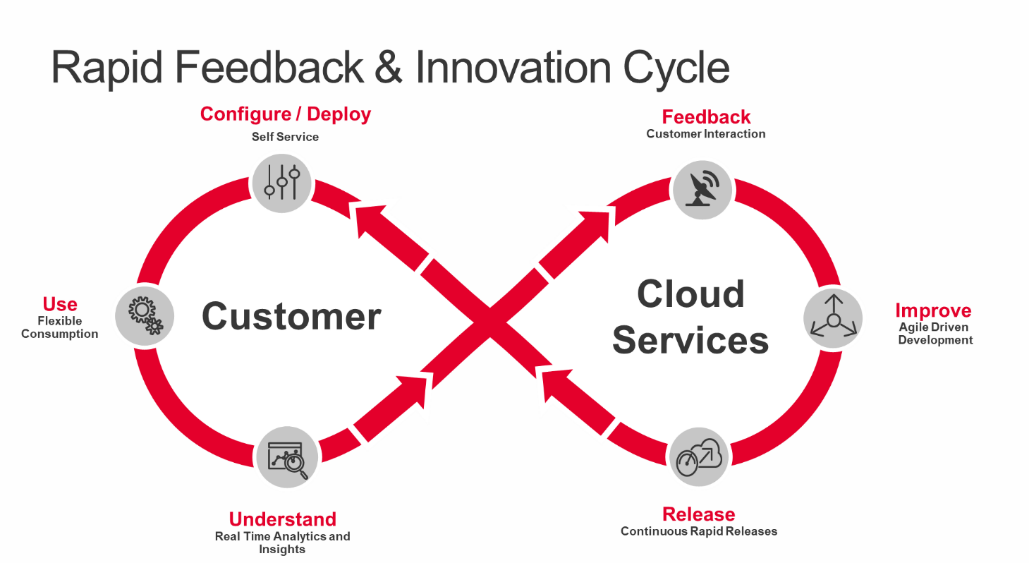 Rapid Feedback & Innovation Cycle
Configure / Deploy
Self Service
Feedback
Customer Interaction
Use
Flexible
Consumption
Customer
Cloud
Services
Improve
Agile Driven
Development
Understand
Real Time Analytics and
Insights
Release
Continuous Rapid Releases